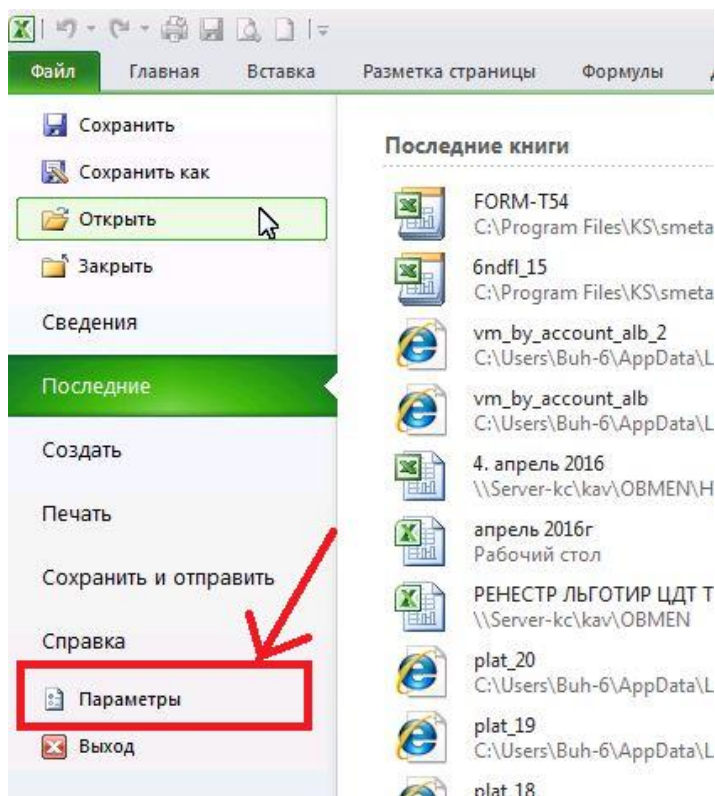 Файл Главная Вставка Разметка страницы Формулы
Сохранить
Сохранить как
Открыть
Закрыть
Сведения
Последние
Создать
Печать
Сохранить и отправить
Справка
Параметры
Выход
Последние книги
FORM-T54
C:\Program Files\KS\smeta
6ndfl_15
C:\Program Files\KS\smeta
vm_by_account_alb_2
C:\Users\Buh-6\AppData\L
vm_by_account_alb
C:\Users\Buh-6\AppData\L
4. апрель 2016
\\Server-kc\kav\OBMEN\H
апрель 2016г
Рабочий стол
РЕНЕСТР ЛЬГОТИР ЦДТ Т
\\Server-kc\kav\OBMEN
plat_20
C:\Users\Buh-6\AppData\L
plat_19
C:\Users\Buh-6\AppData\L
plat_18